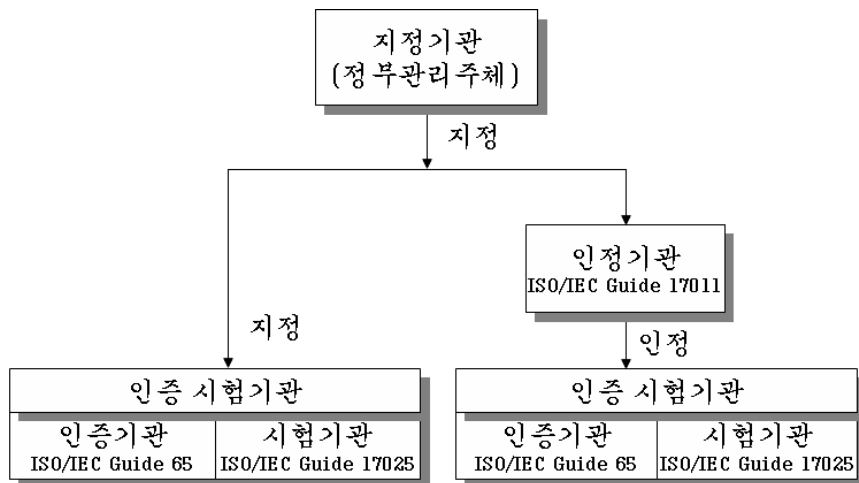 지정기관
(정부관리주체)
지정
인정기관
ISO/IEC Guide 17011
지정
인정
인증 시험기관
인증기관
ISO/IEC Guide 65
시험기관
ISO/IEC Guide 17025
인증 시험기관
인증기관
ISO/IEC Guide 65
시험기관
ISO/IEC Guide 17025